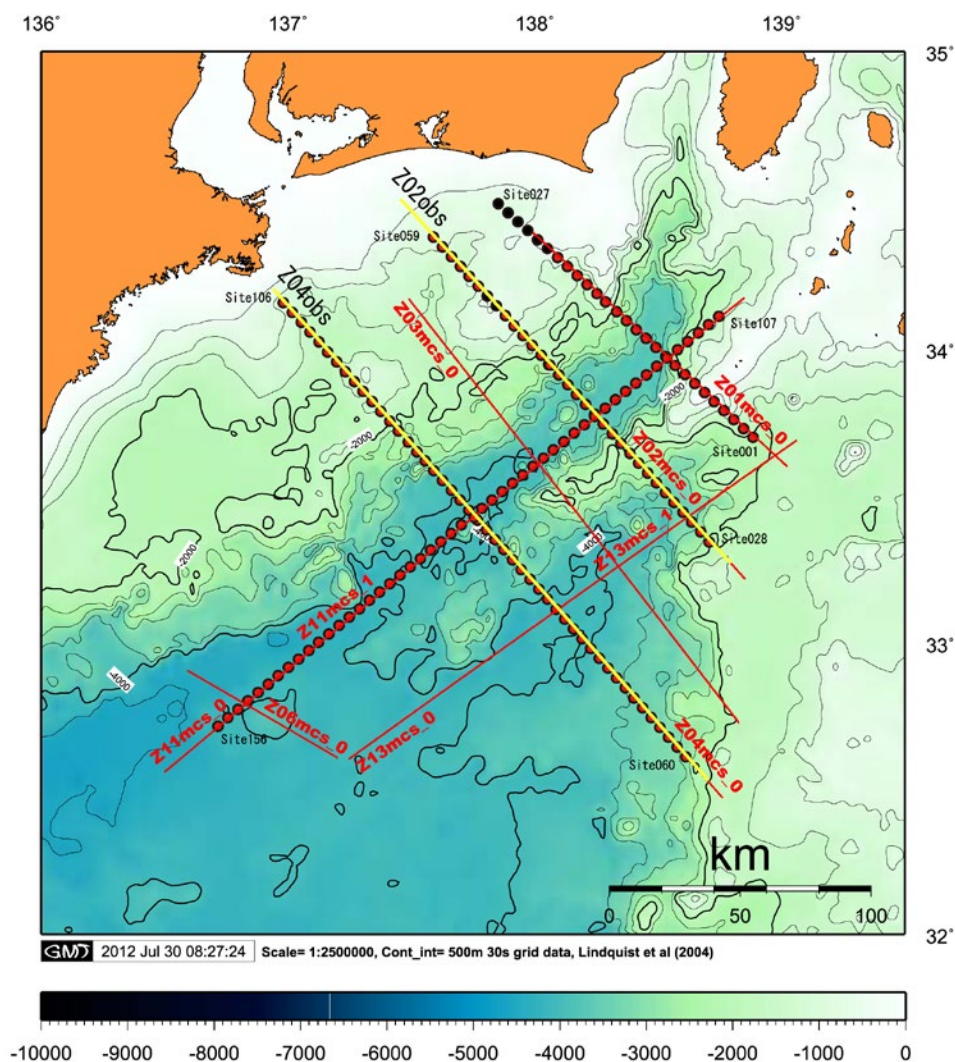 136° 137° 138° 139°
35°
Z02obs
Site027
Site059
Z04obs
Site106
Z03mcs_0
Site107
34°
-2000
Z01mcs_0
-2000
Site001
Z02mcs_0
-4000
Site028
Z13mcs_1
-2000
Z11mcs_1
33°
-4000
Z11mcs_0
Z06mcs_0
Site156
Z13mcs_0
Z04mcs_0
Site060
km
0 50 100
32°
GMT 2012 Jul 30 08:27:24 Scale= 1:2500000, Cont_int= 500m 30s grid data, Lindquist et al (2004)
-10000 -9000 -8000 -7000 -6000 -5000 -4000 -3000 -2000 -1000 0